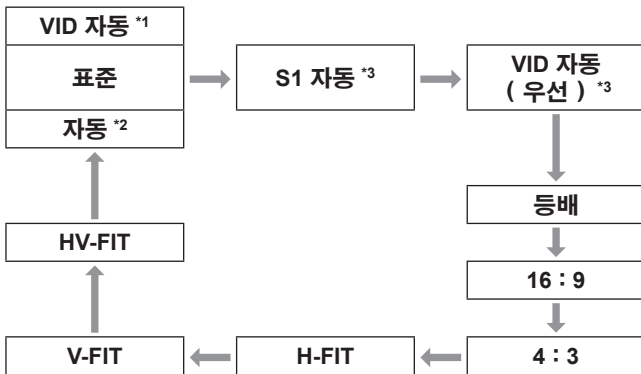 VID 자동 *1
표준
자동 *2
S1 자동 *3
VID 자동
( 우선 ) *3
등배
16 : 9
4 : 3
H-FIT
V-FIT
HV-FIT